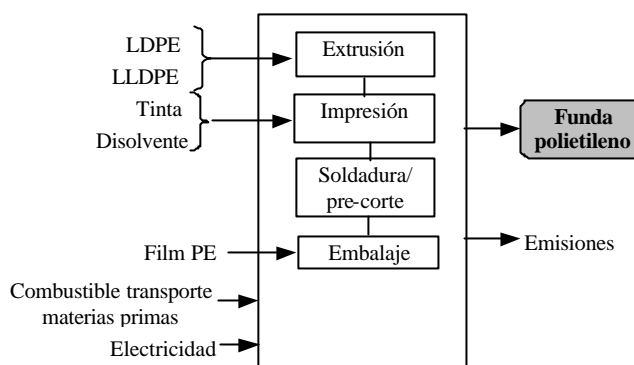 LDPE
LLDPE
Tinta
Disolvente
Film PE
Combustible transporte
materias primas
Electricidad
Extrusión
Impresión
Soldadura/
pre-corte
Embalaje
Funda
polietileno
Emisiones